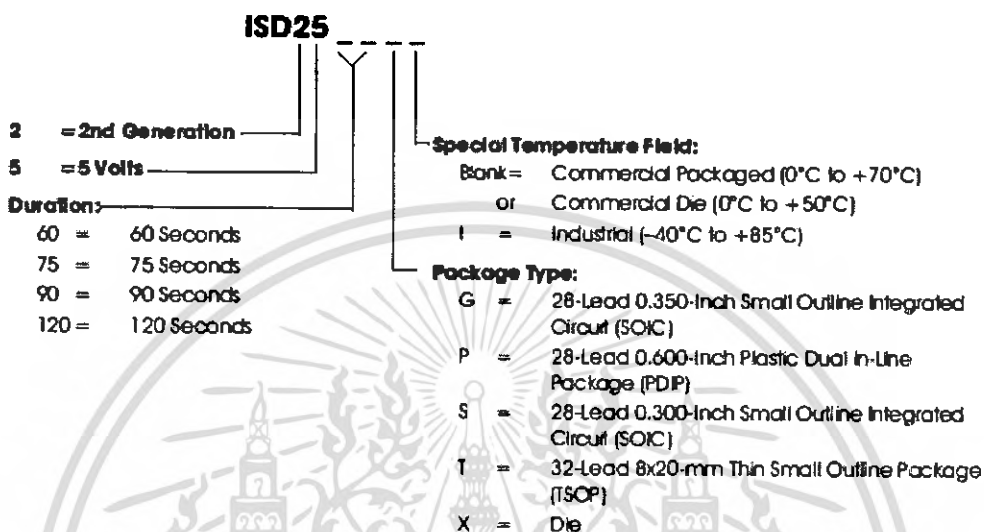 ISD25 _ _ _ _
2 =2nd Generation
5 =5 Volts
Duration:
60 = 60 Seconds
75 = 75 Seconds
90 = 90 Seconds
120 = 120 Seconds
Special Temperature Field:
Blank= Commercial Packaged (0°C to +70°C)
or Commercial Die (0°C to +50°C)
I = Industrial (–40°C to +85°C)
Package Type:
G = 28-Lead 0.350-Inch Small Outline Integrated
Circuit (SOIC)
P = 28-Lead 0.600-Inch Plastic Dual In-Line
Package (PDIP)
S = 28-Lead 0.300-Inch Small Outline Integrated
Circuit (SOIC)
T = 32-Lead 8x20-mm Thin Small Outline Package
(TSOP)
X = Die